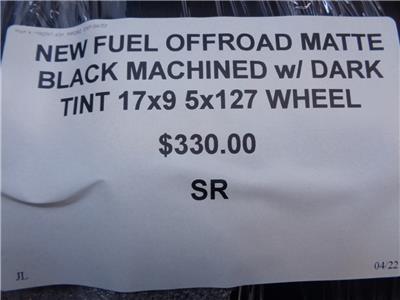 NEW FUEL OFFROAD MATTE
BLACK MACHINED w/ DARK
TINT 17x9 5x127 WHEEL
$330.00
SR
JL
04/22